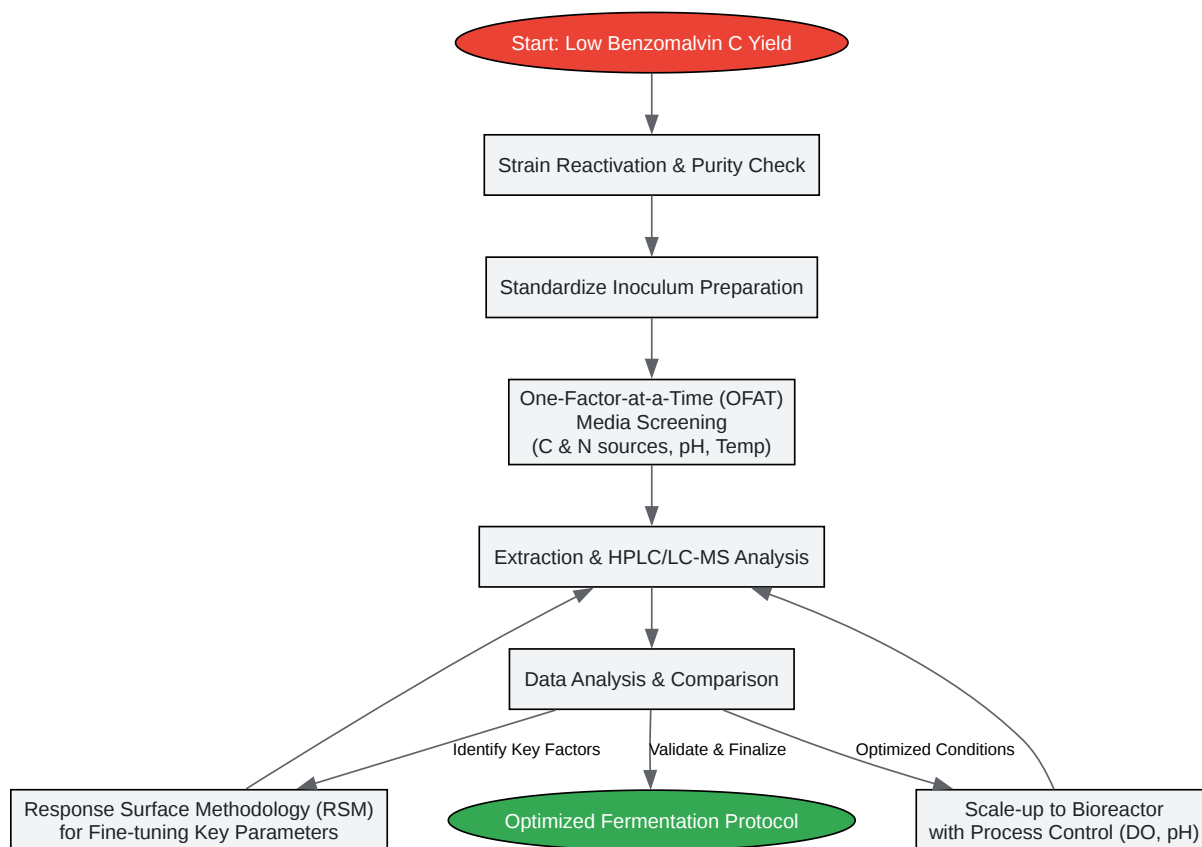 Start: Low Benzomalvin C Yield
Strain Reactivation & Purity Check
Standardize Inoculum Preparation
One-Factor-at-a-Time (OFAT)
Media Screening
(C & N sources, pH, Temp)
Extraction & HPLC/LC-MS Analysis
Data Analysis & Comparison
Identify Key Factors
Validate & Finalize
Optimized Conditions
Response Surface Methodology (RSM)
for Fine-tuning Key Parameters
Optimized Fermentation Protocol
Scale-up to Bioreactor
with Process Control (DO, pH)